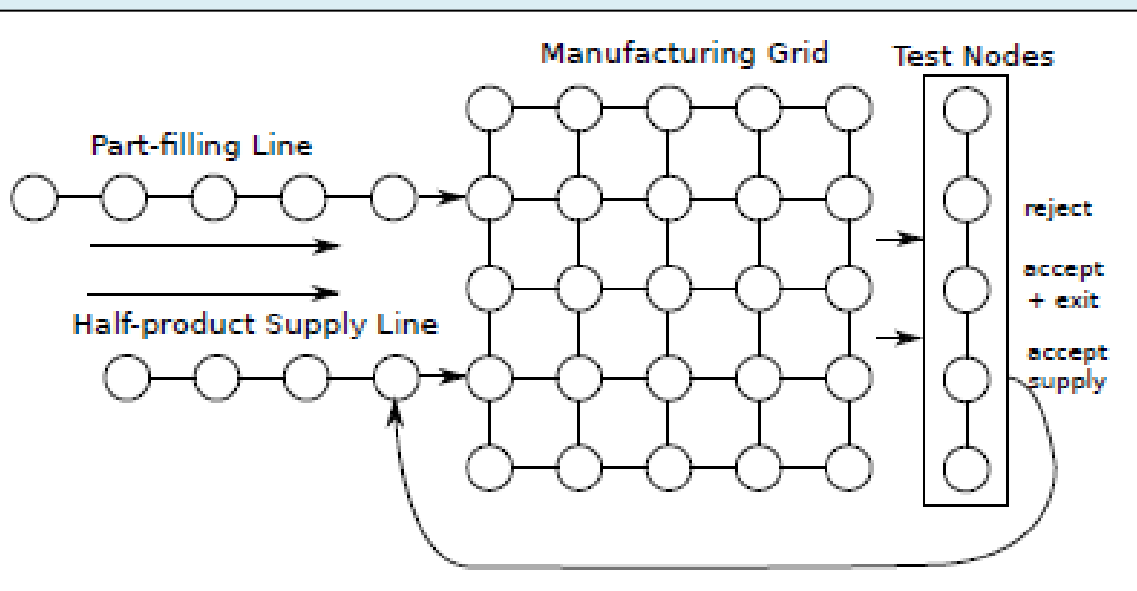 Manufacturing Grid
Test Nodes
Part-filling Line
reject
accept
+ exit
Half-product Supply Line
accept
supply